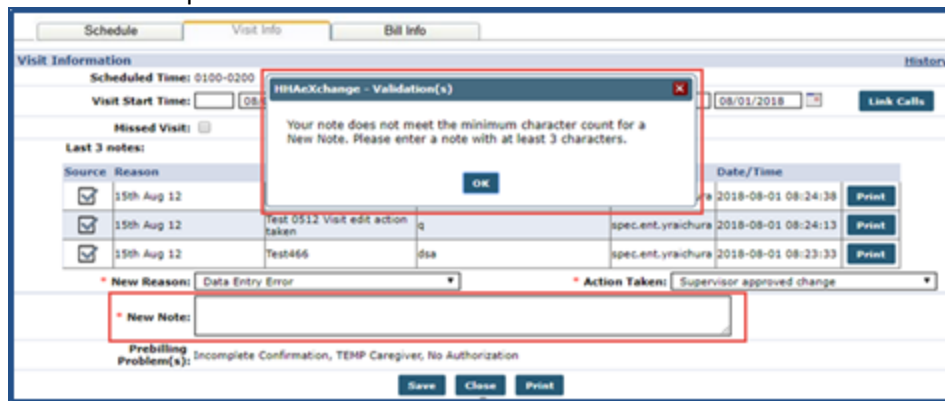 Schedule Visit Info Bill Info
Visit Information History
Scheduled Time: 0100-0200
HHAeXchange - Validation(s)
Visit Start Time: 08/01/2018 Link Calls
Your note does not meet the minimum character count for a
New Note. Please enter a note with at least 3 characters.
Missed Visit:
Last 3 notes:
OK
Source Reason Date/Time
15th Aug 12 2018-08-01 08:24:38 Print
Test 0512 Visit edit action
15th Aug 12 taken q spec.ent.yraichura 2018-08-01 08:24:13 Print
15th Aug 12 Test466 dsa spec.ent.yraichura 2018-08-01 08:23:33 Print
* New Reason: Data Entry Error * Action Taken: Supervisor approved change
* New Note:
Prebilling
Problem(s): Incomplete Confirmation, TEMP Caregiver, No Authorization
Save Close Print